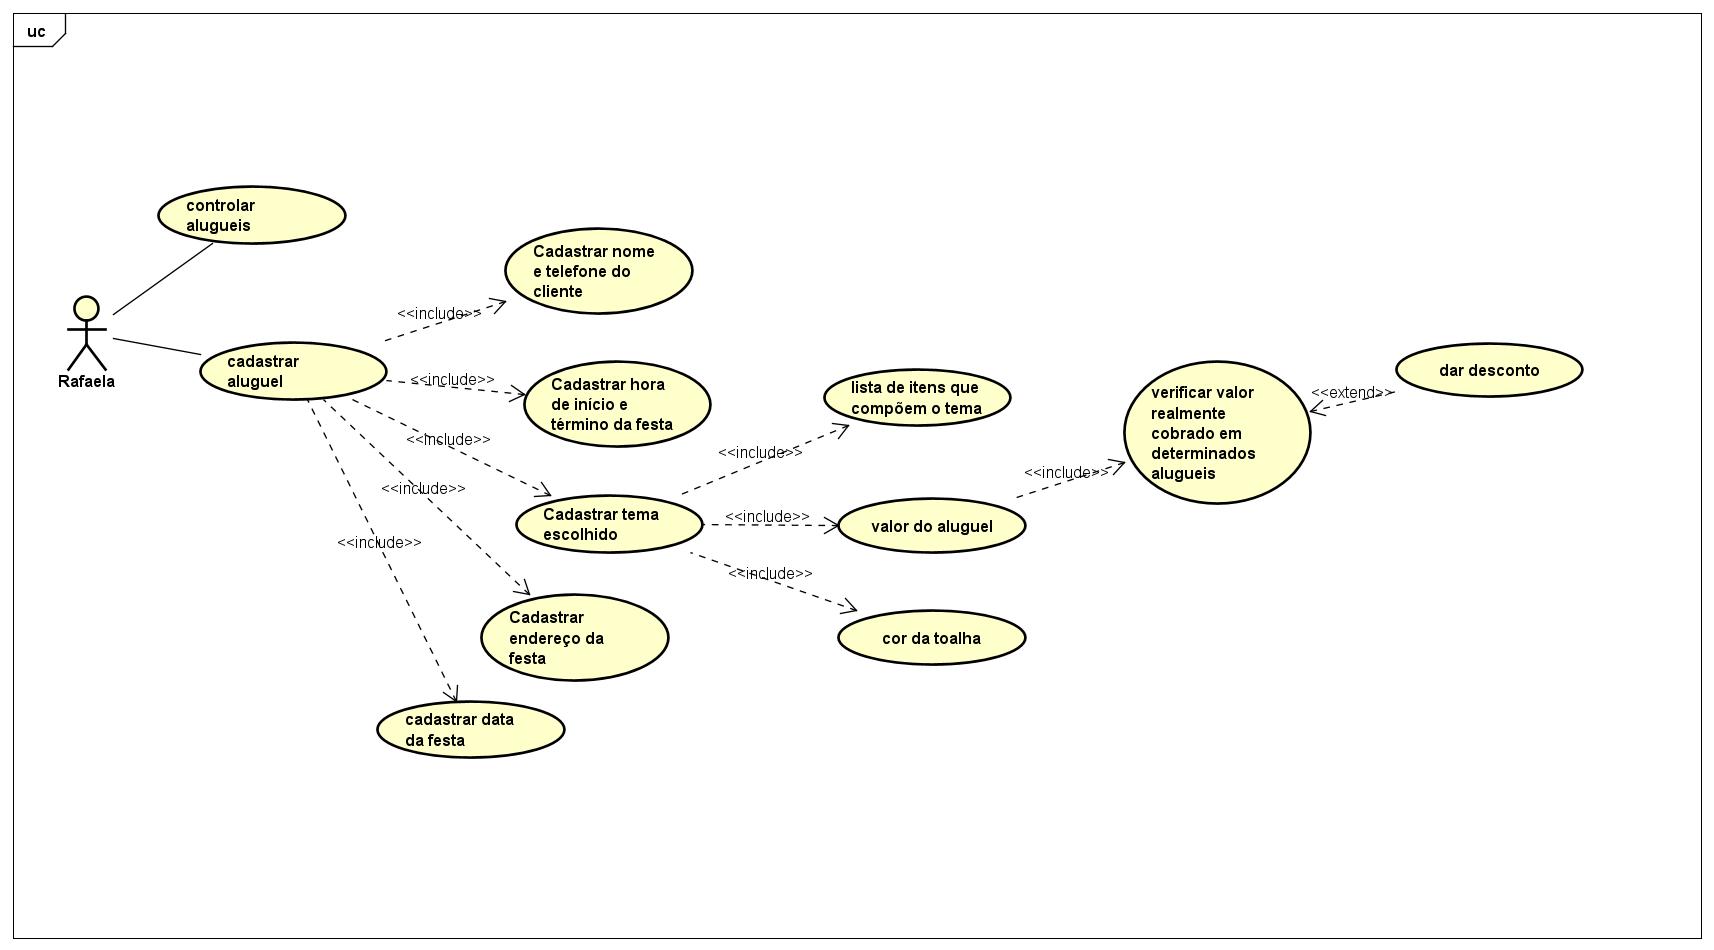 uc
controlar
alugueis
Rafaela
cadastrar
aluguel
<<include>>
Cadastrar nome
e telefone do
cliente
<<include>>
Cadastrar hora
de início e
término da festa
<<include>>
Cadastrar tema
escolhido
<<include>>
Cadastrar
endereço da
festa
<<include>>
cadastrar data
da festa
<<include>>
lista de itens que
compõem o tema
<<include>>
valor do aluguel
<<include>>
cor da toalha
<<include>>
verificar valor
realmente
cobrado em
determinados
alugueis
<<extend>>
dar desconto